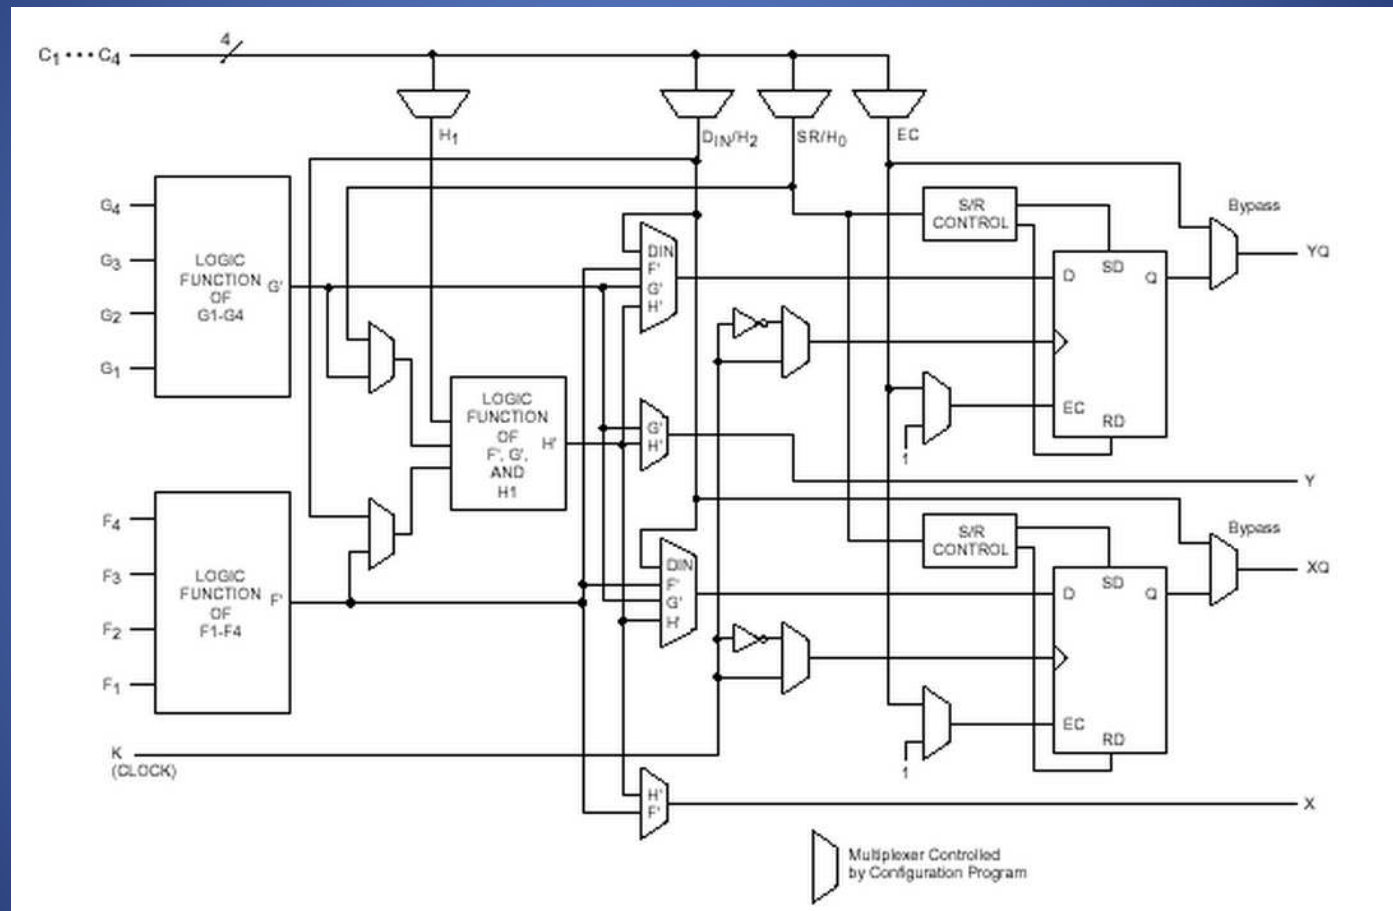 C1 ••• C4
4
H1
DIN/H2
SR/H0
EC
G4
G3
G2
G1
LOGIC
FUNCTION
OF
G1-G4
G'
DIN
F'
G'
H'
S/R
CONTROL
Bypass
YQ
D
SD
Q
EC
RD
1
LOGIC
FUNCTION
OF
F', G',
AND
H1
H'
G'
H'
Y
F4
F3
F2
F1
LOGIC
FUNCTION
OF
F1-F4
F'
DIN
F'
G'
H'
S/R
CONTROL
Bypass
XQ
D
SD
Q
EC
RD
1
K
(CLOCK)
H'
F'
X
Multiplexer Controlled
by Configuration Program